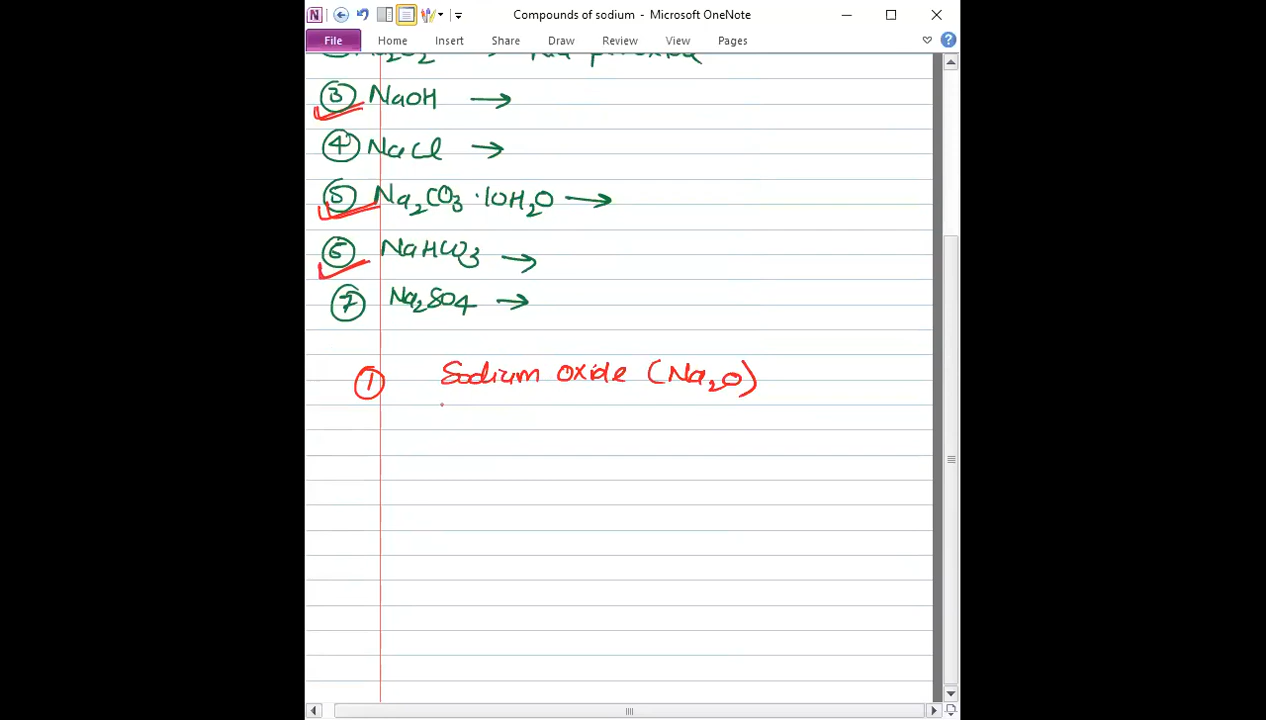 Compounds of sodium - Microsoft OneNote
File Home Insert Share Draw Review View Pages
③ NaOH →
④ NaCl →
⑤ Na₂CO₃ ·10H₂O →
⑥ NaHCO₃ →
⑦ Na₂SO₄ →
① Sodium oxide (Na₂O)